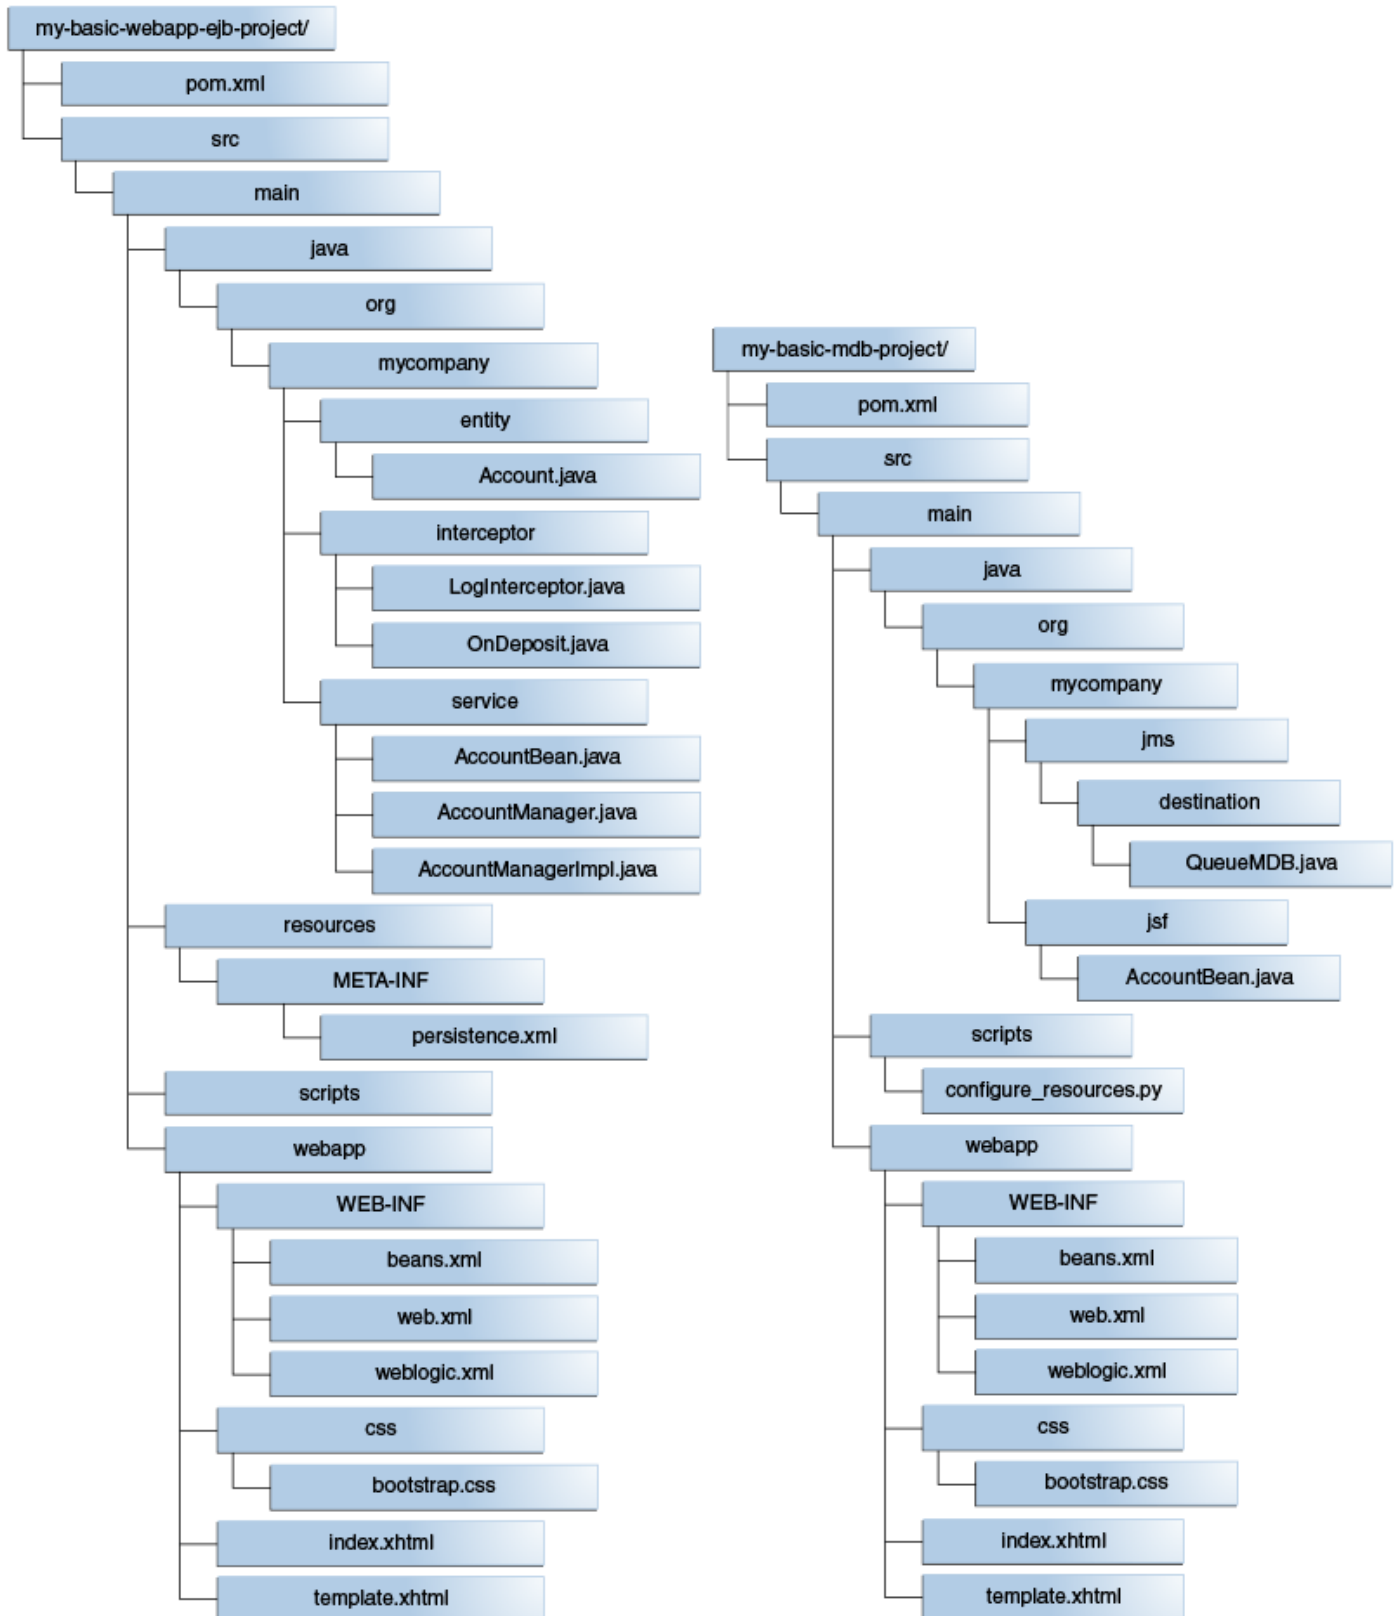 my-basic-webapp-ejb-project/
pom.xml
src
main
java
org
mycompany
entity
Account.java
interceptor
LogInterceptor.java
OnDeposit.java
service
AccountBean.java
AccountManager.java
AccountManagerImpl.java
resources
META-INF
persistence.xml
scripts
webapp
WEB-INF
beans.xml
web.xml
weblogic.xml
css
bootstrap.css
index.xhtml
template.xhtml
my-basic-mdb-project/
pom.xml
src
main
java
org
mycompany
jms
destination
QueueMDB.java
jsf
AccountBean.java
scripts
configure_resources.py
webapp
WEB-INF
beans.xml
web.xml
weblogic.xml
css
bootstrap.css
index.xhtml
template.xhtml